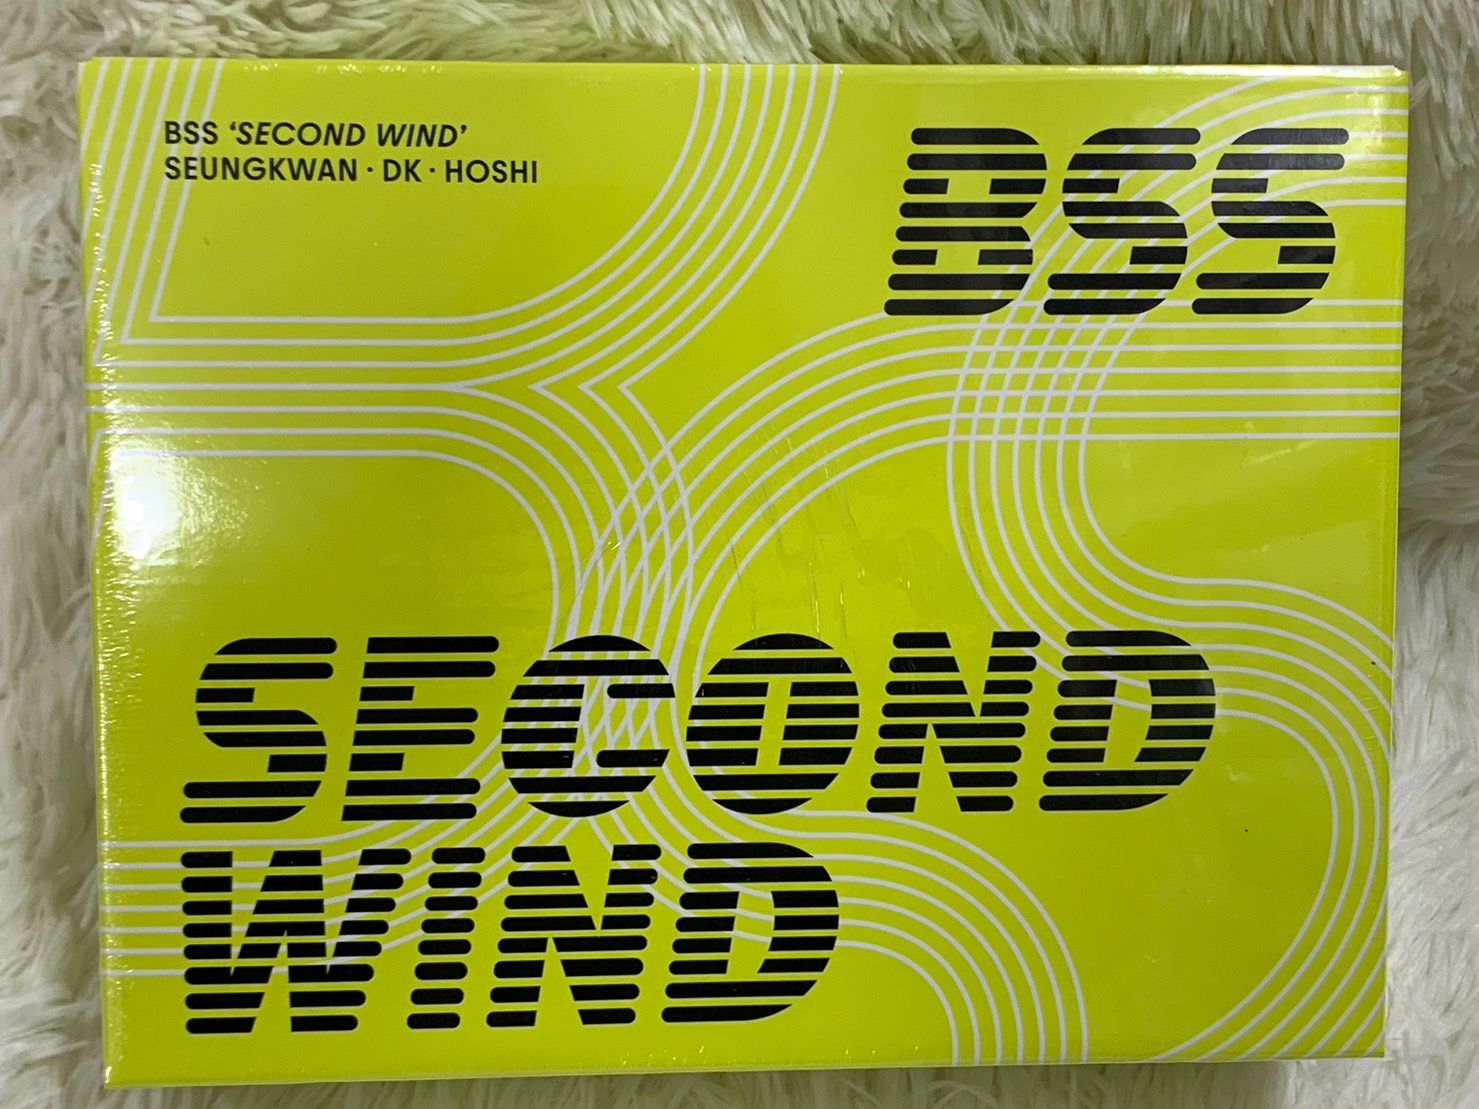 BSS ‘SECOND WIND’
SEUNGKWAN · DK · HOSHI
BSS
SECOND
WIND